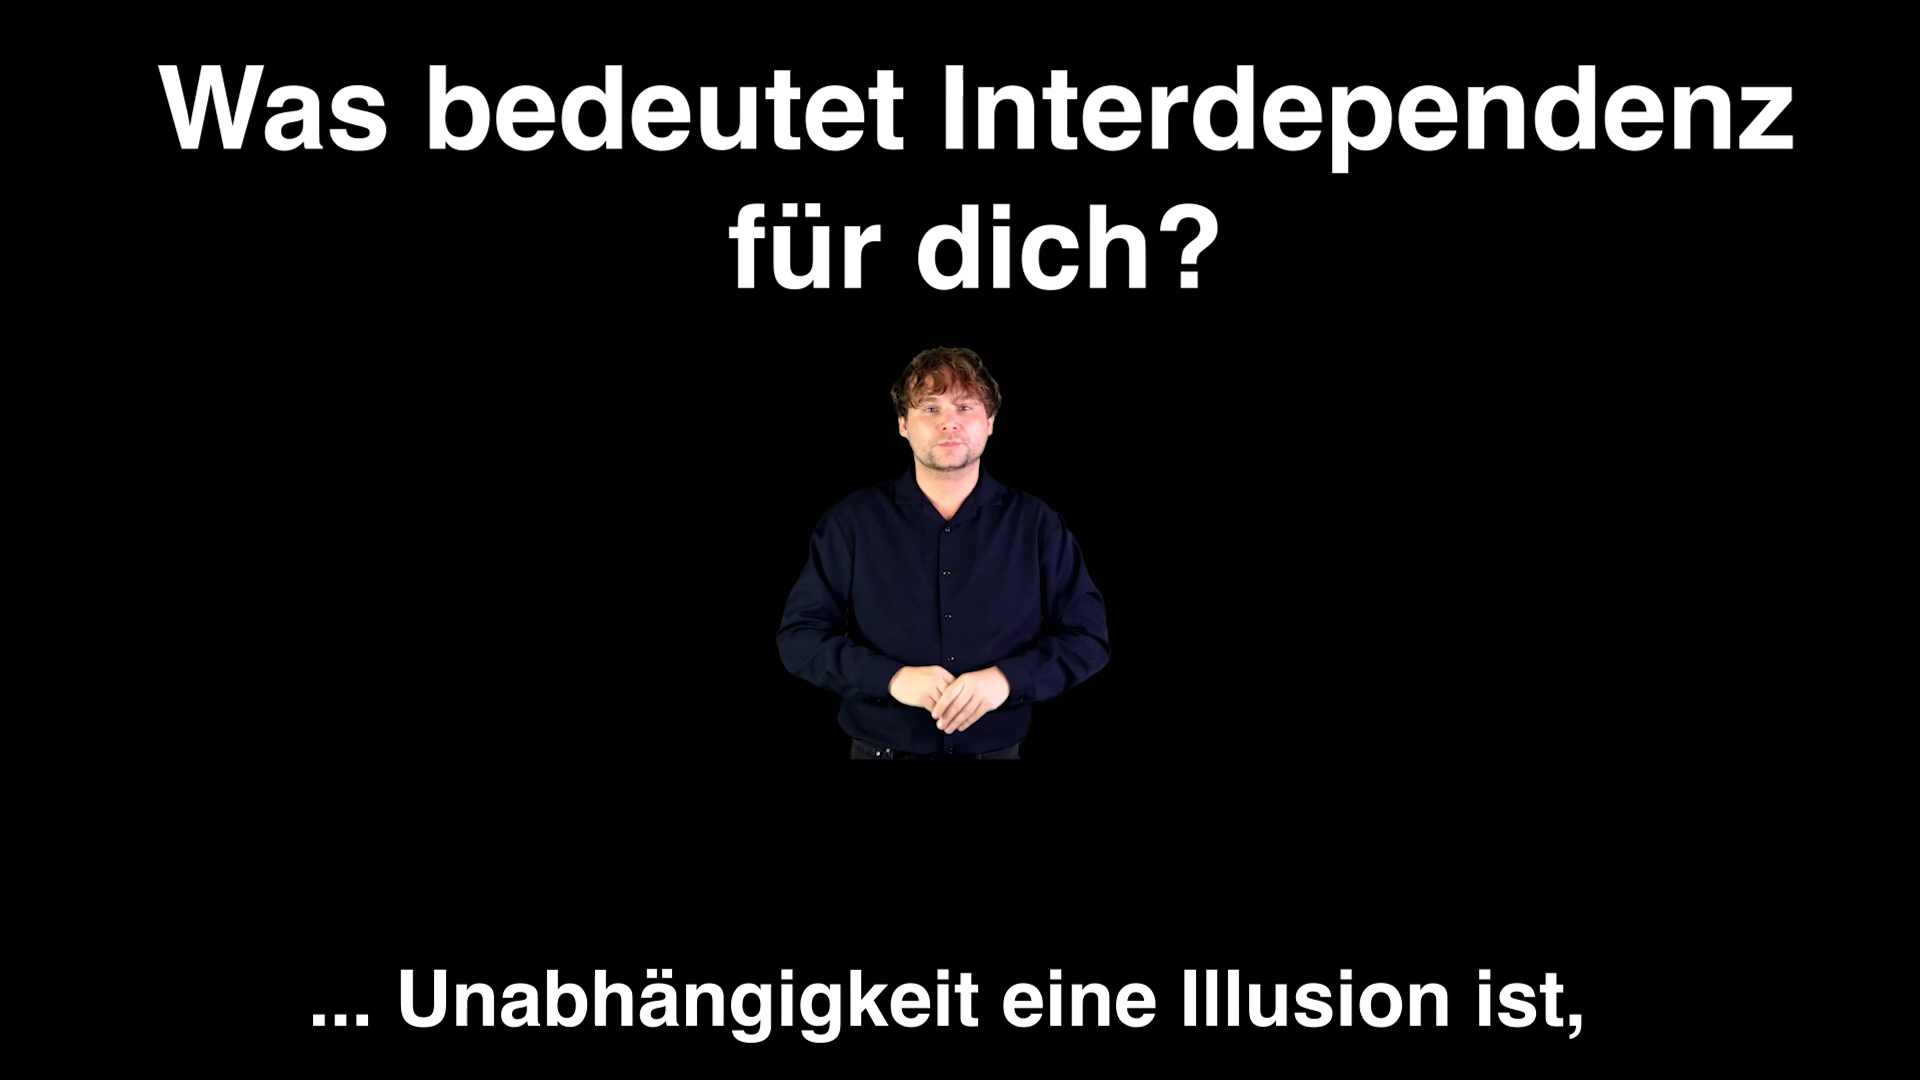 Was bedeutet Interdependenz
für dich?
... Unabhängigkeit eine Illusion ist,